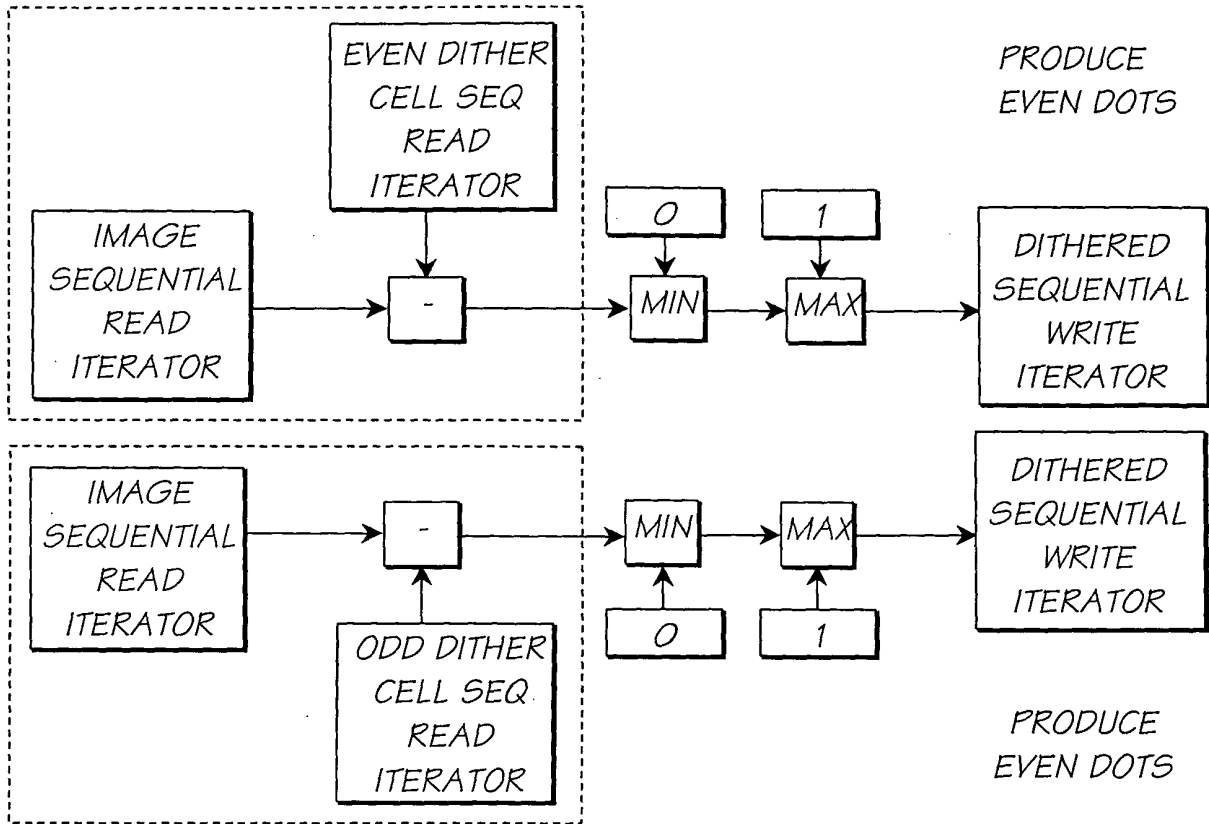 EVEN DITHER
CELL SEQ
READ
ITERATOR
PRODUCE
EVEN DOTS
IMAGE
SEQUENTIAL
READ
ITERATOR
-
0
1
MIN
MAX
DITHERED
SEQUENTIAL
WRITE
ITERATOR
IMAGE
SEQUENTIAL
READ
ITERATOR
-
MIN
MAX
0
1
DITHERED
SEQUENTIAL
WRITE
ITERATOR
ODD DITHER
CELL SEQ
READ
ITERATOR
PRODUCE
EVEN DOTS